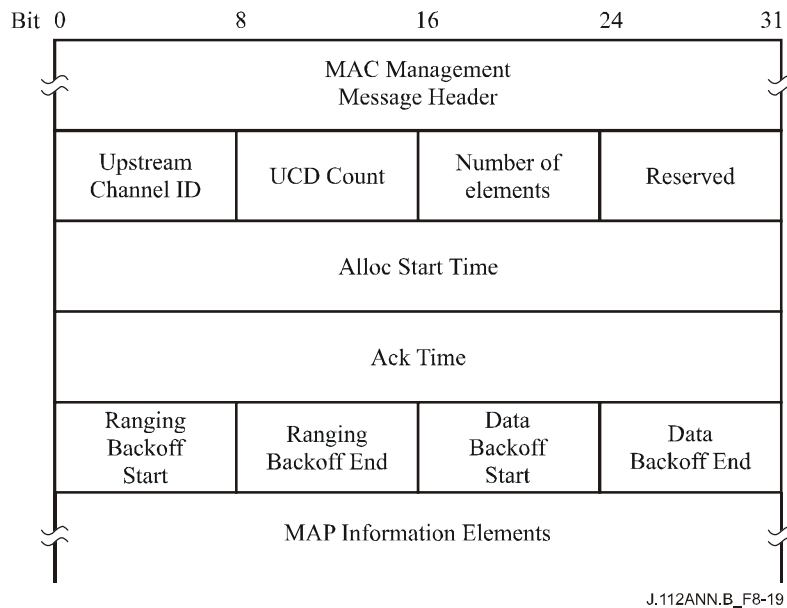 Bit 0 8 16 24 31
MAC Management
Message Header
Upstream
Channel ID
UCD Count
Number of
elements
Reserved
Alloc Start Time
Ack Time
Ranging
Backoff
Start
Ranging
Backoff End
Data
Backoff
Start
Data
Backoff End
MAP Information Elements
J.112ANN.B_F8-19